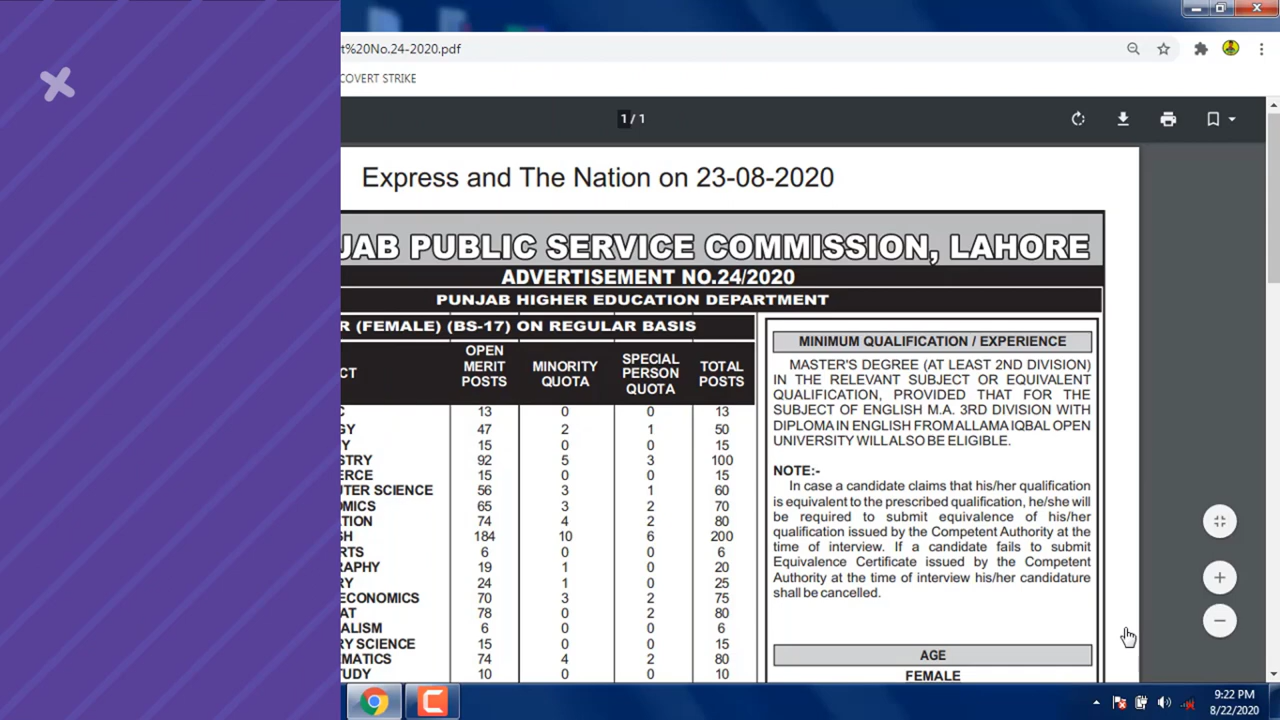 t%20No.24-2020.pdf
COVERT STRIKE
1 / 1
Express and The Nation on 23-08-2020
JAB PUBLIC SERVICE COMMISSION, LAHORE
ADVERTISEMENT NO.24/2020
PUNJAB HIGHER EDUCATION DEPARTMENT
R (FEMALE) (BS-17) ON REGULAR BASIS
CT OPEN MERIT POSTS MINORITY QUOTA SPECIAL PERSON QUOTA TOTAL POSTS
C 13 0 0 13
GY 47 2 1 50
Y 15 0 0 15
STRY 92 5 3 100
ERCE 15 0 0 15
UTER SCIENCE 56 3 1 60
OMICS 65 3 2 70
ATION 74 4 2 80
SH 184 10 6 200
RTS 6 0 0 6
RAPHY 19 1 0 20
RY 24 1 0 25
ECONOMICS 70 3 2 75
AT 78 0 2 80
ALISM 6 0 0 6
RY SCIENCE 15 0 0 15
MATICS 74 4 2 80
TUDY 10 0 0 10
MINIMUM QUALIFICATION / EXPERIENCE
MASTER'S DEGREE (AT LEAST 2ND DIVISION)
IN THE RELEVANT SUBJECT OR EQUIVALENT
QUALIFICATION, PROVIDED THAT FOR THE
SUBJECT OF ENGLISH M.A. 3RD DIVISION WITH
DIPLOMA IN ENGLISH FROM ALLAMA IQBAL OPEN
UNIVERSITY WILL ALSO BE ELIGIBLE.
NOTE:-
In case a candidate claims that his/her qualification
is equivalent to the prescribed qualification, he/she will
be required to submit equivalence of his/her
qualification issued by the Competent Authority at the
time of interview. If a candidate fails to submit
Equivalence Certificate issued by the Competent
Authority at the time of interview his/her candidature
shall be cancelled.
AGE
FEMALE
9:22 PM
8/22/2020